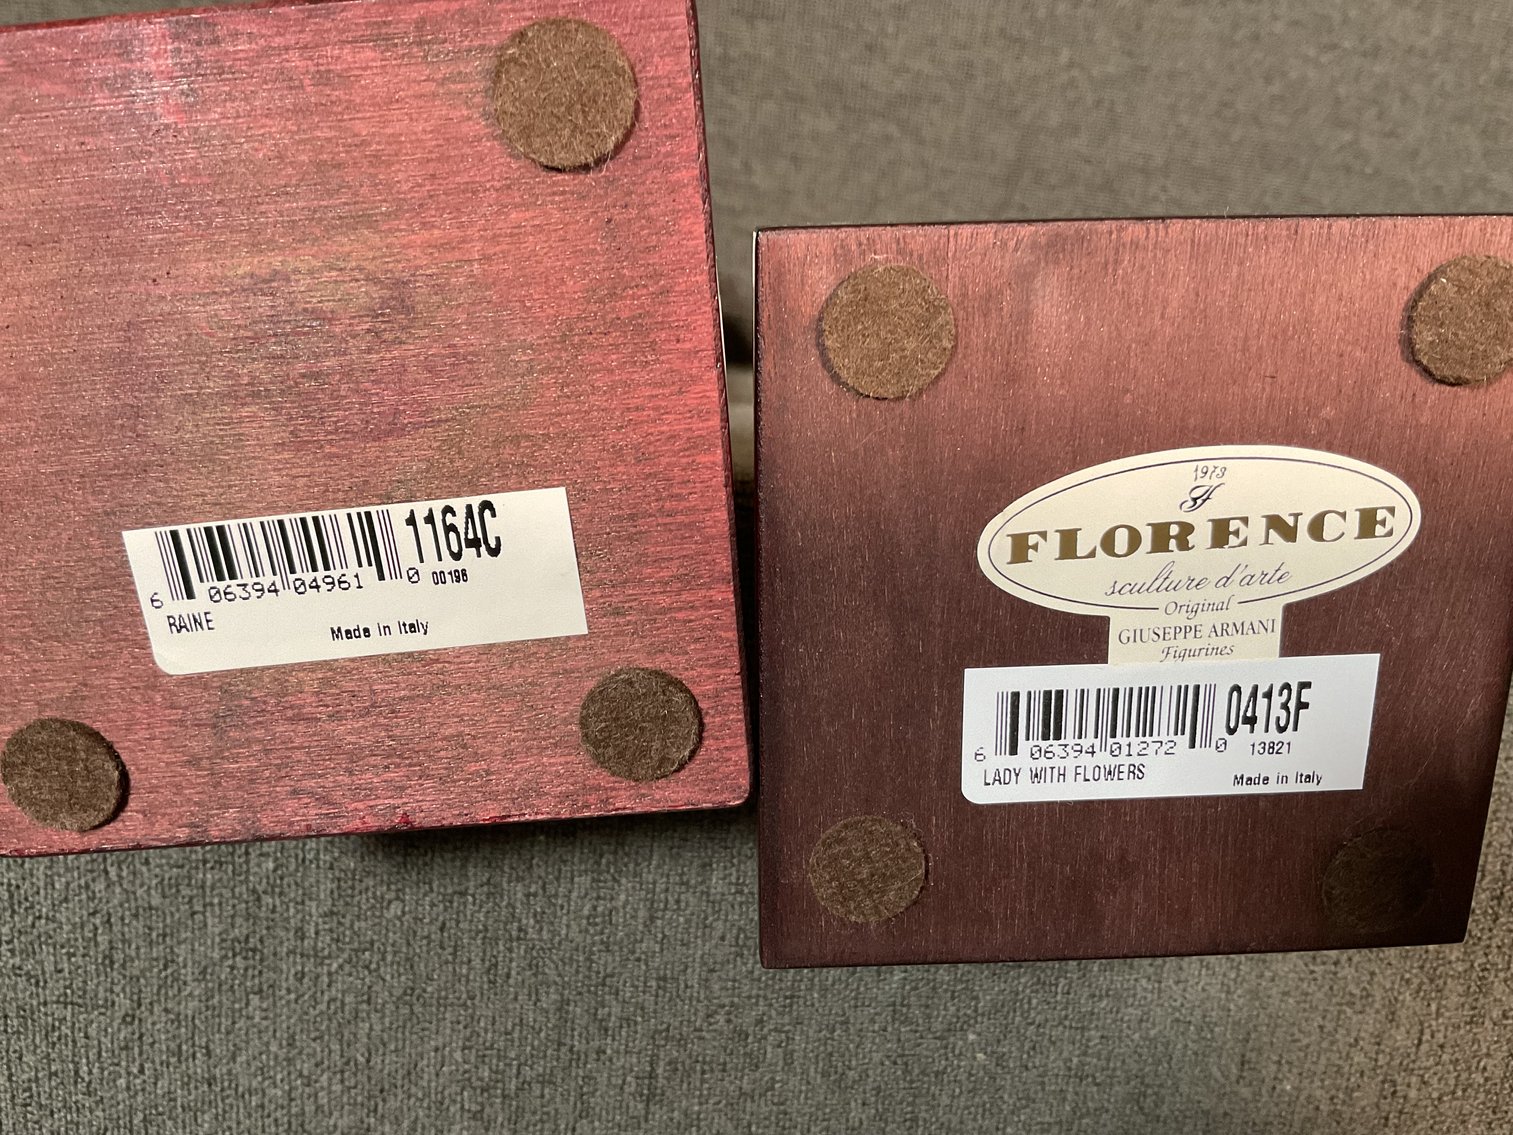 1164C
6 06394 04961 0 00196
RAINE
Made in Italy
1973
FLORENCE
sculture d'arte
Original
GIUSEPPE ARMANI
Figurines
0413F
6 06394 01272 0 13821
LADY WITH FLOWERS
Made in Italy